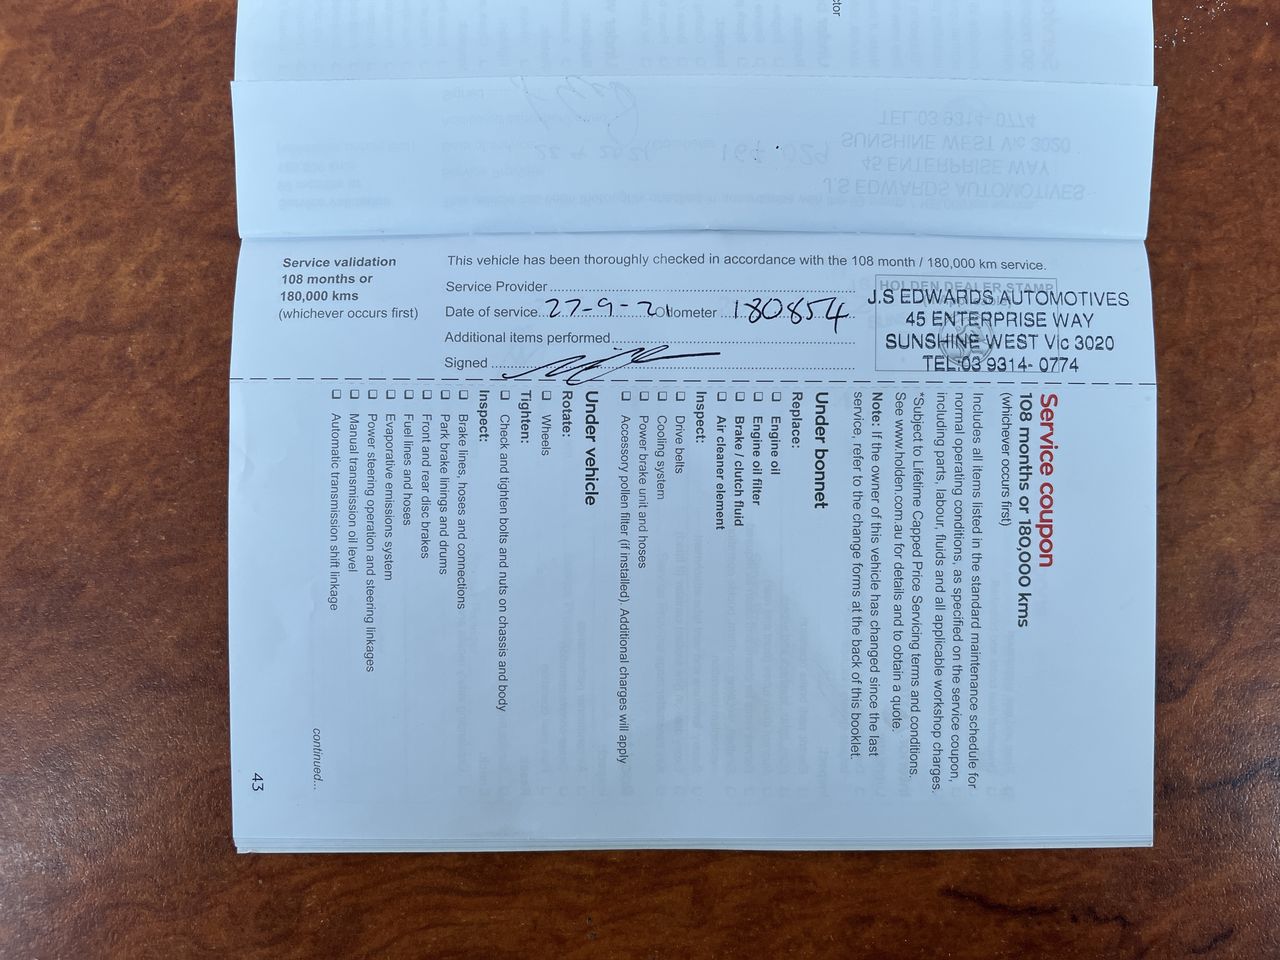 ctor
Service validation
108 months or
180,000 kms
(whichever occurs first)
This vehicle has been thoroughly checked in accordance with the 108 month / 180,000 km service.
Service Provider
Date of service 27-9-21 Odometer 180854
Additional items performed
Signed
HOLDEN DEALER STAMP
J.S EDWARDS AUTOMOTIVES
45 ENTERPRISE WAY
SUNSHINE WEST Vic 3020
TEL:03 9314- 0774
Service coupon
108 months or 180,000 kms
(whichever occurs first)
Includes all items listed in the standard maintenance schedule for
normal operating conditions, as specified on the service coupon,
including parts, labour, fluids and all applicable workshop charges.
*Subject to Lifetime Capped Price Servicing terms and conditions.
See www.holden.com.au for details and to obtain a quote.
Note: If the owner of this vehicle has changed since the last
service, refer to the change forms at the back of this booklet.
Under bonnet
Replace:
☐ Engine oil
☐ Engine oil filter
☐ Brake / clutch fluid
☐ Air cleaner element
Inspect:
☐ Drive belts
☐ Cooling system
☐ Power brake unit and hoses
☐ Accessory pollen filter (if installed). Additional charges will apply
Under vehicle
Rotate:
☐ Wheels
Tighten:
☐ Check and tighten bolts and nuts on chassis and body
Inspect:
☐ Brake lines, hoses and connections
☐ Park brake linings and drums
☐ Front and rear disc brakes
☐ Fuel lines and hoses
☐ Evaporative emissions system
☐ Power steering operation and steering linkages
☐ Manual transmission oil level
☐ Automatic transmission shift linkage
continued...
43